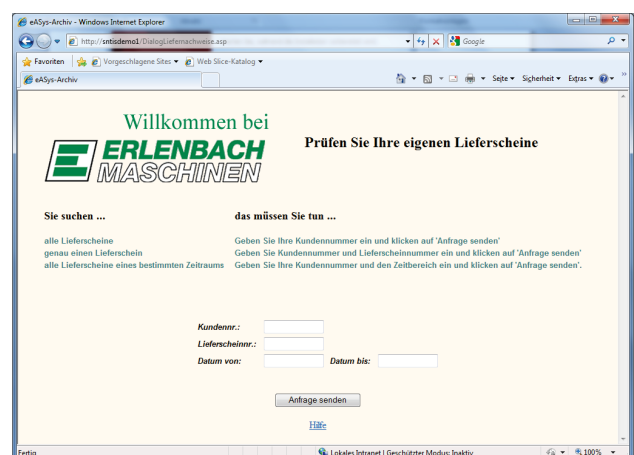 eASys-Archiv - Windows Internet Explorer
http://sntisdemo1/DialogLiefernachweise.asp
Google
Favoriten
Vorgeschlagene Sites
Web Slice-Katalog
eASys-Archiv
Seite
Sicherheit
Extras
Willkommen bei
ERLENBACH
MASCHINEN
Prüfen Sie Ihre eigenen Lieferscheine
Sie suchen ... das müssen Sie tun ...
alle Lieferscheine Geben Sie Ihre Kundennummer ein und klicken auf 'Anfrage senden'
genau einen Lieferschein Geben Sie Kundennummer und Lieferscheinnummer ein und klicken auf 'Anfrage senden'
alle Lieferscheine eines bestimmten Zeitraums Geben Sie Ihre Kundennummer und den Zeitbereich ein und klicken auf 'Anfrage senden'.
Kundennr.:
Lieferscheinnr.:
Datum von: Datum bis:
Anfrage senden
Hilfe
Fertig Lokales Intranet | Geschützter Modus: Inaktiv 100%